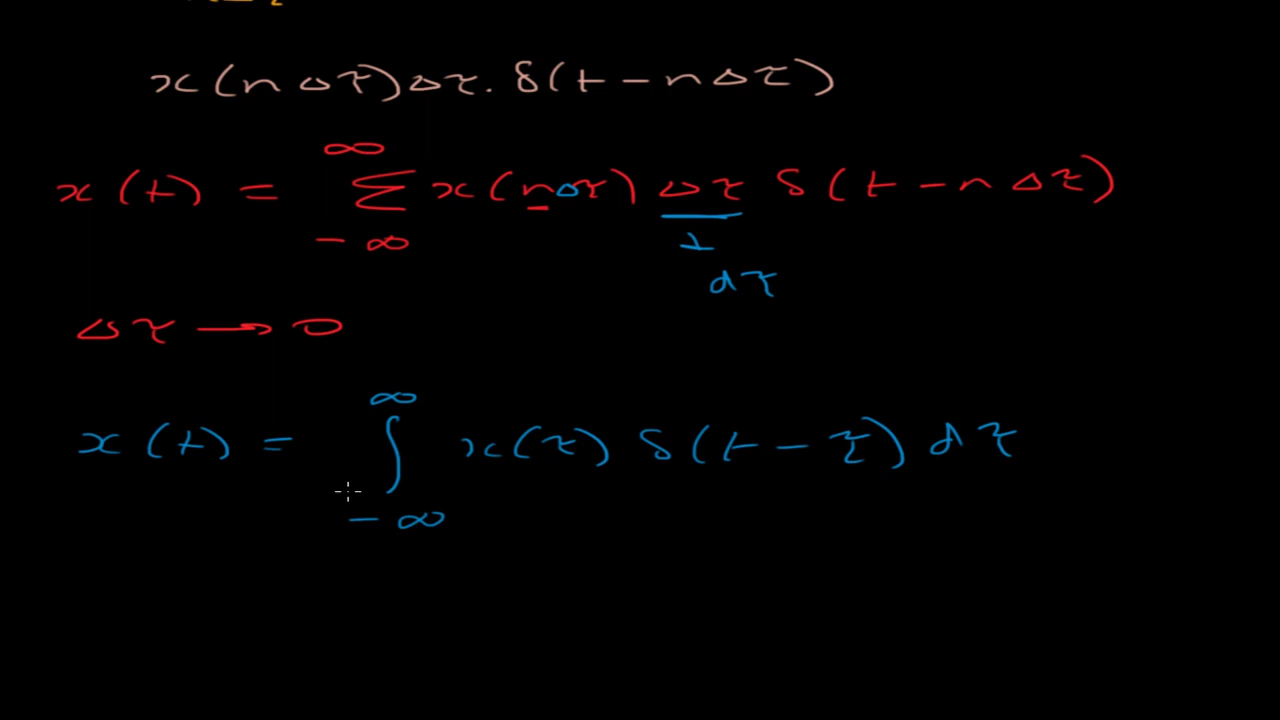 x(nΔτ)Δτ. δ(t-nΔτ)
∞
x(t) = Σ x(nΔτ) Δτ δ(t-nΔτ)
-∞
dτ
Δτ → 0
∞
x(t) = ∫ x(τ) δ(t-τ) dτ
-∞